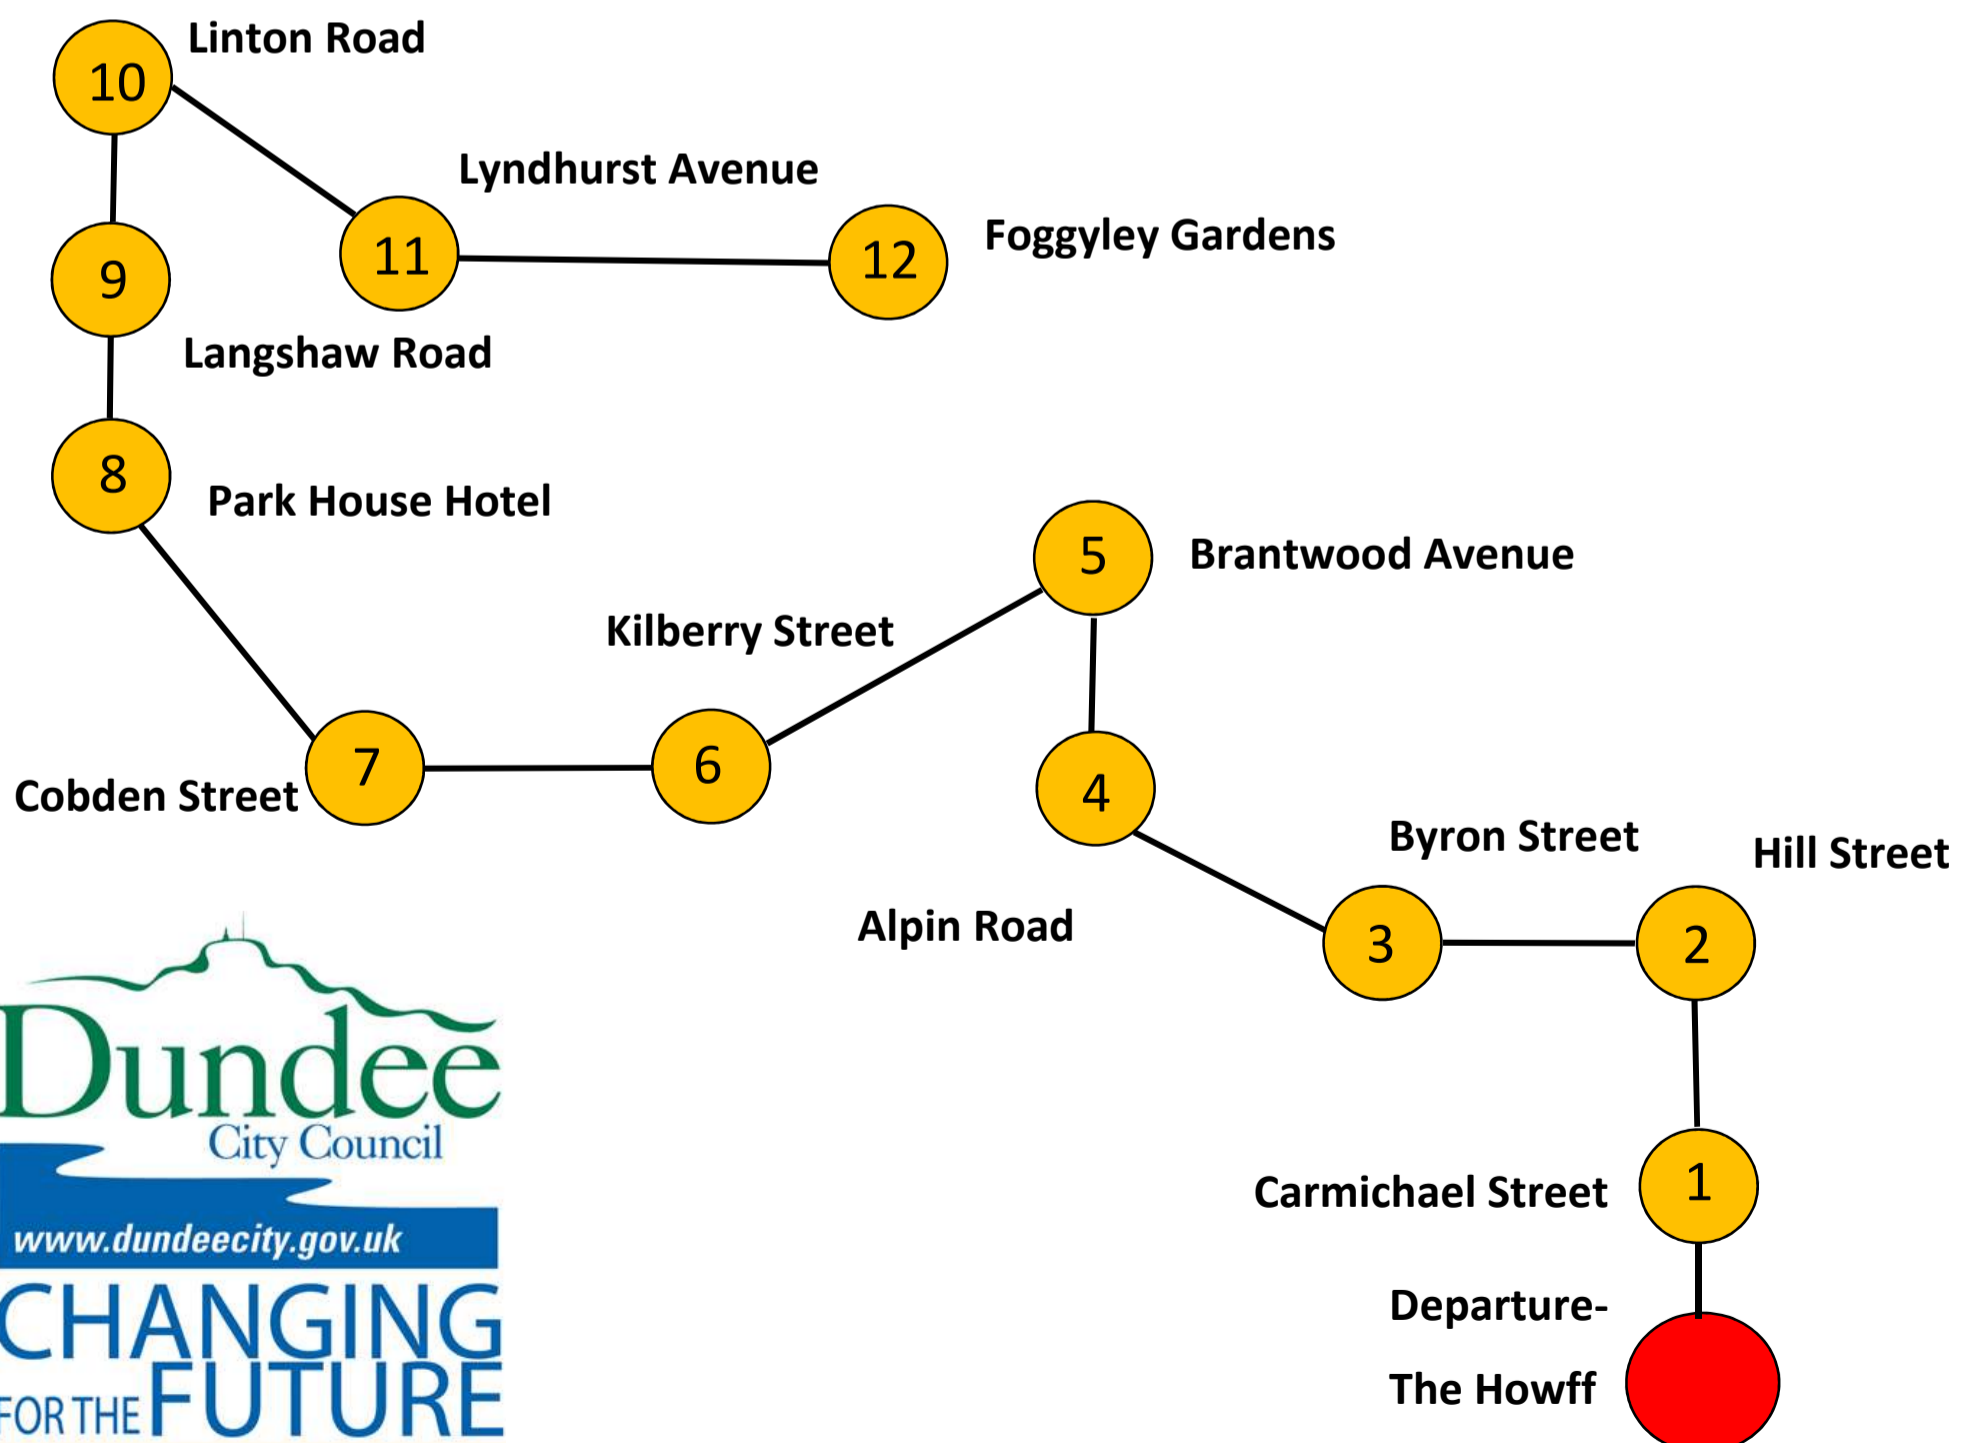 Linton Road
10
Lyndhurst Avenue
11
12
Foggyley Gardens
9
Langshaw Road
8
Park House Hotel
5
Brantwood Avenue
Kilberry Street
7
6
Cobden Street
4
Byron Street
Hill Street
Alpin Road
3
2
Dundee
City Council
www.dundeecity.gov.uk
CHANGING
FOR THE FUTURE
Carmichael Street
1
Departure-
The Howff